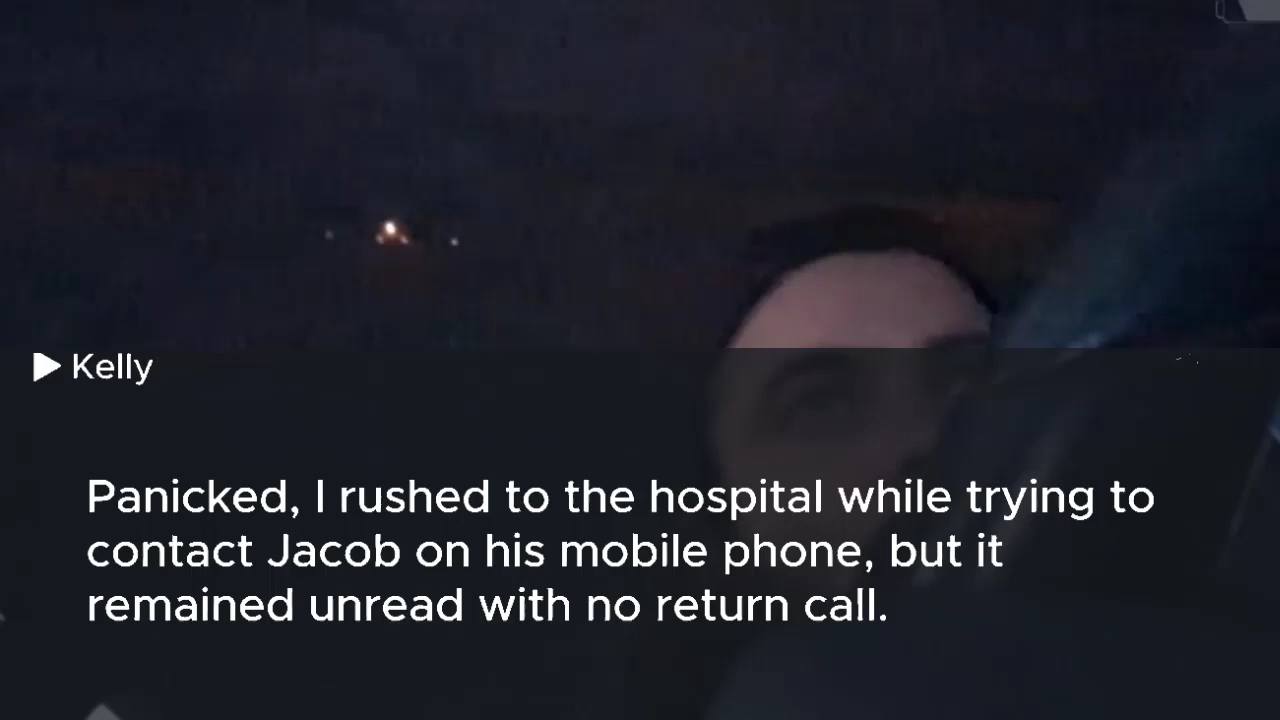 Kelly
Panicked, I rushed to the hospital while trying to
contact Jacob on his mobile phone, but it
remained unread with no return call.